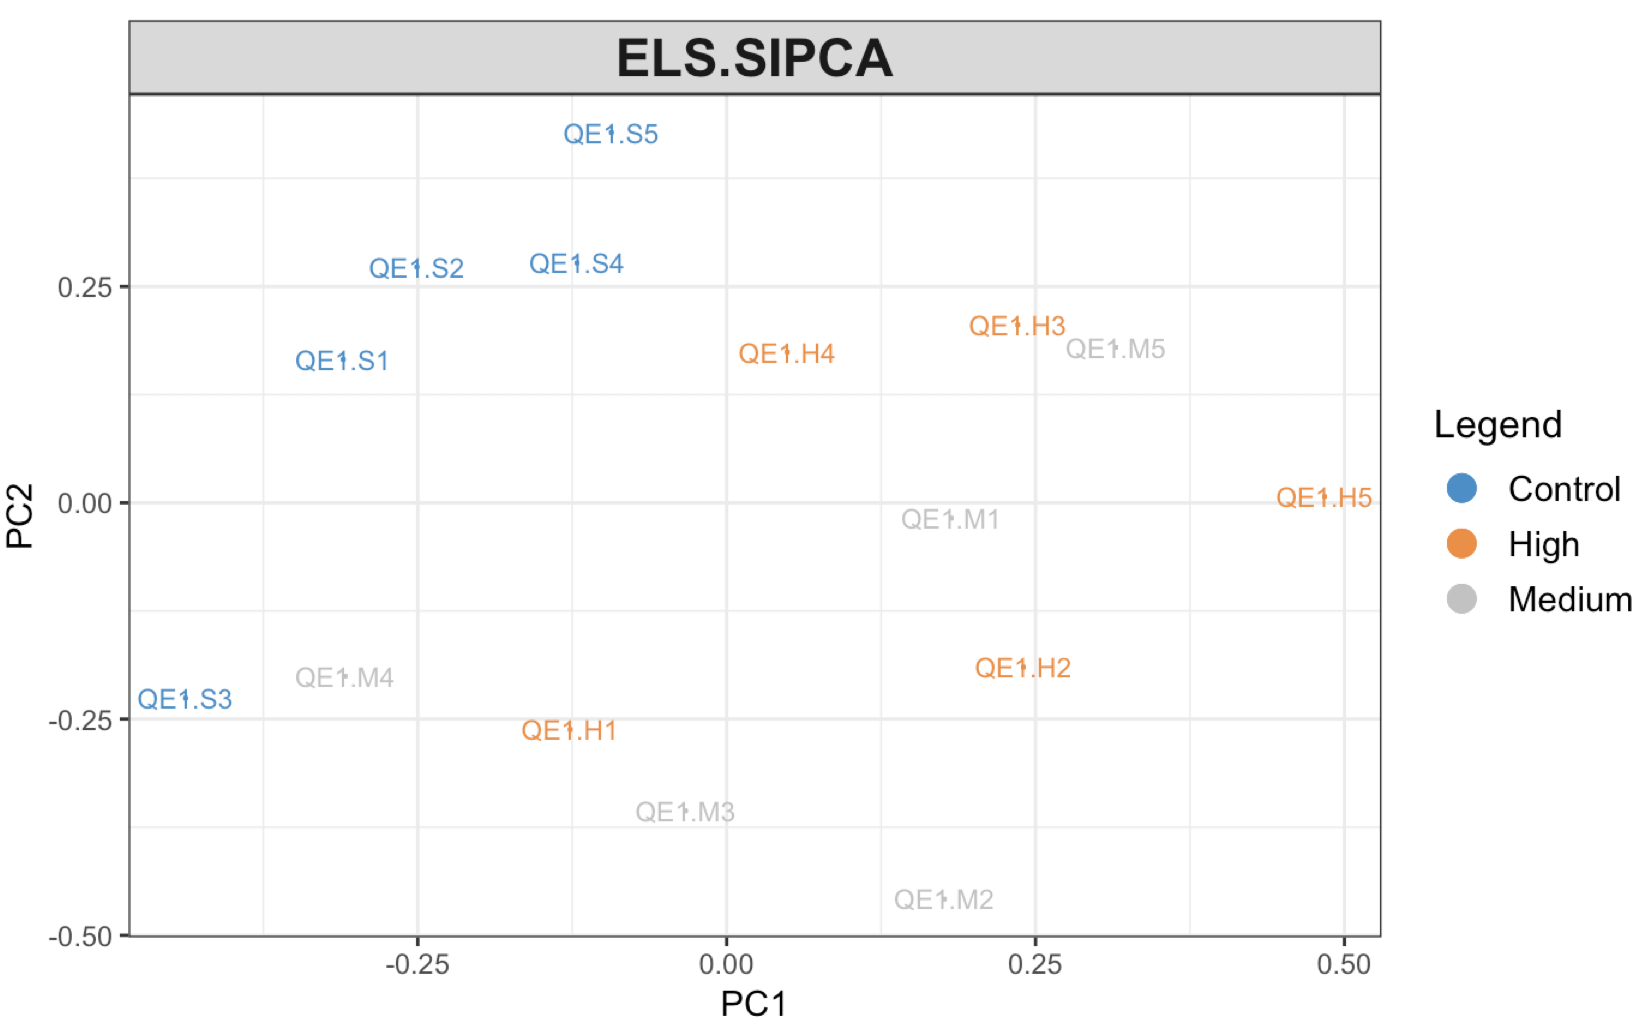 ELS.SIPCA
QE1.S5
QE1.S2
QE1.S4
0.25
QE1.H3
QE1.M5
QE1.H4
QE1.S1
Legend
Control
High
Medium
PC2
0.00
QE1.H5
QE1.M1
QE1.M4
QE1.H2
QE1.S3
-0.25
QE1.H1
QE1.M3
QE1.M2
-0.50
-0.25 0.00 0.25 0.50
PC1